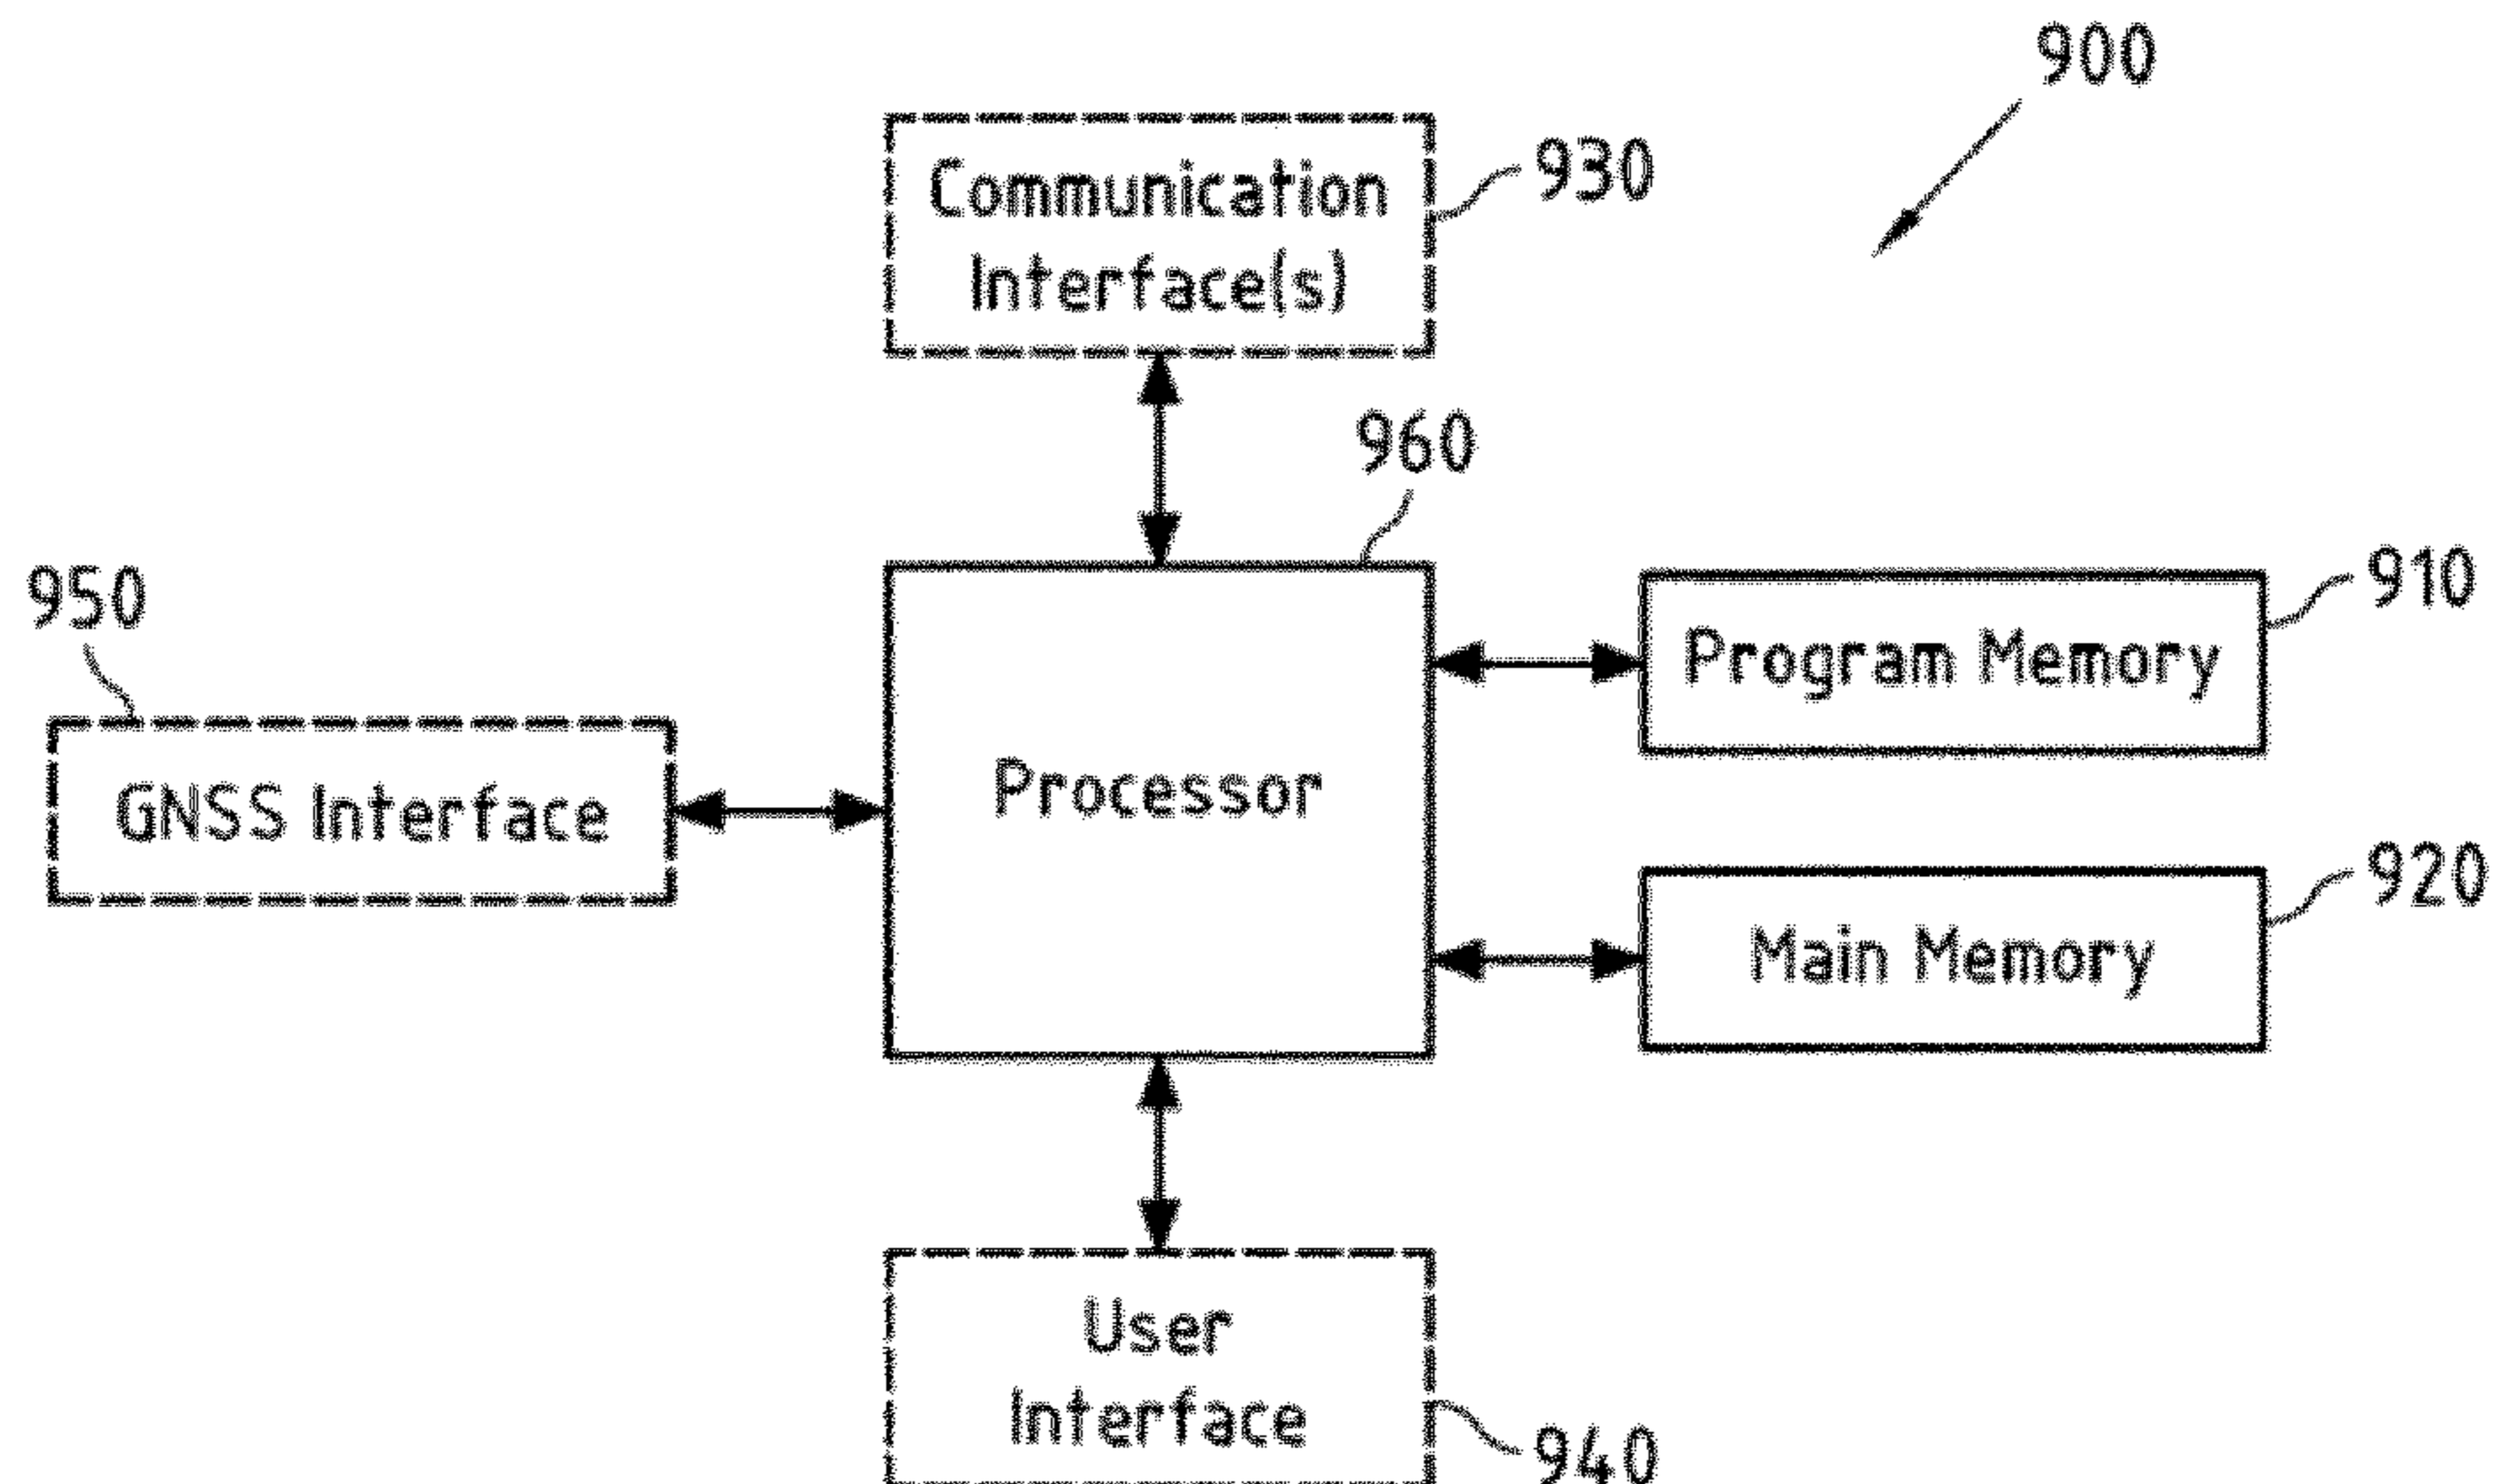 900
930
Communication
Interface(s)
960
950
910
Program Memory
Processor
GNSS Interface
920
Main Memory
User
Interface
940